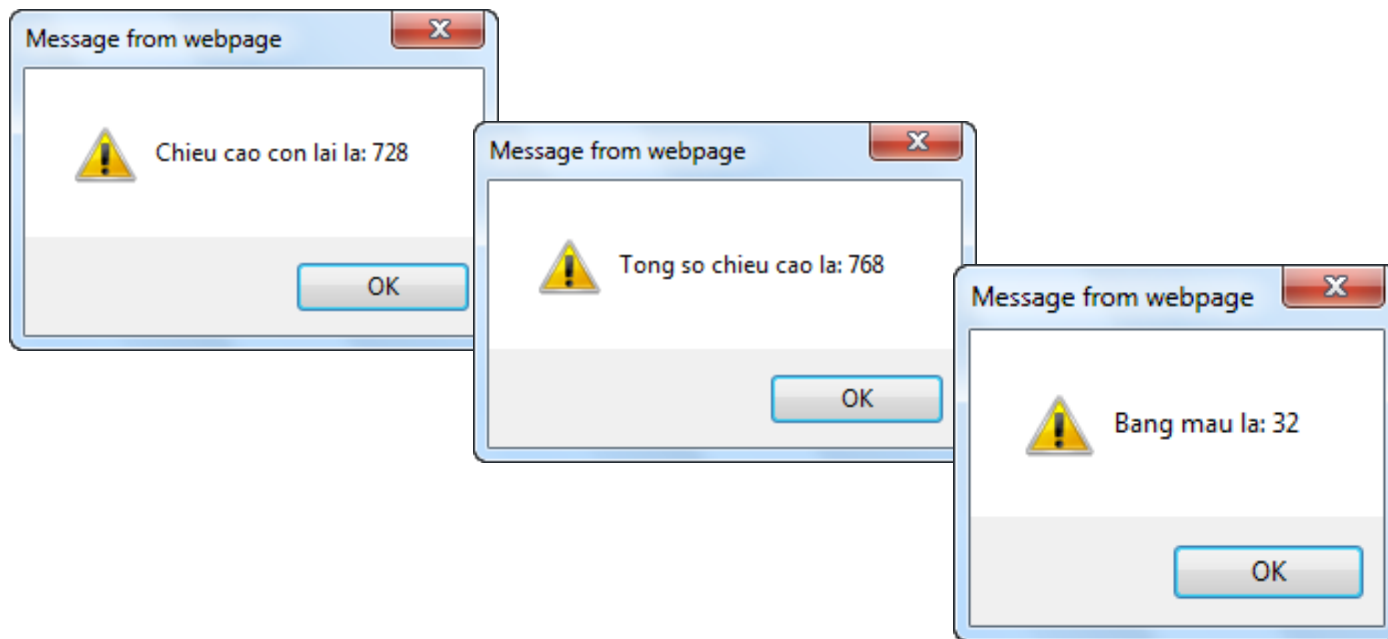 Message from webpage
X
Chieu cao con lai la: 728
OK
Message from webpage
X
Tong so chieu cao la: 768
OK
Message from webpage
X
Bang mau la: 32
OK